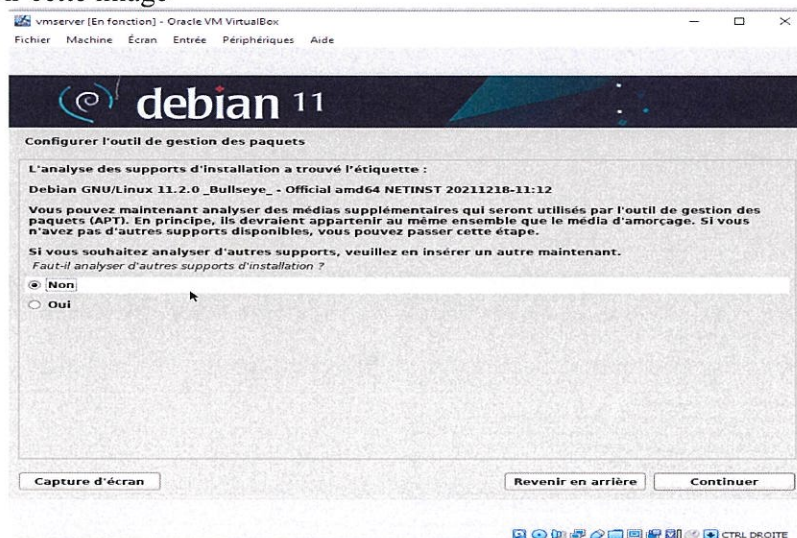 cette image
vmserver [En fonction] - Oracle VM VirtualBox
Fichier Machine Écran Entrée Périphériques Aide
debian 11
Configurer l'outil de gestion des paquets
L'analyse des supports d'installation a trouvé l'étiquette :
Debian GNU/Linux 11.2.0 _Bullseye_ - Official amd64 NETINST 20211218-11:12
Vous pouvez maintenant analyser des médias supplémentaires qui seront utilisés par l'outil de gestion des
paquets (APT). En principe, ils devraient appartenir au même ensemble que le média d'amorçage. Si vous
n'avez pas d'autres supports disponibles, vous pouvez passer cette étape.
Si vous souhaitez analyser d'autres supports, veuillez en insérer un autre maintenant.
Faut-il analyser d'autres supports d'installation ?
Non
Oui
Capture d'écran
Revenir en arrière
Continuer
CTRL DROITE